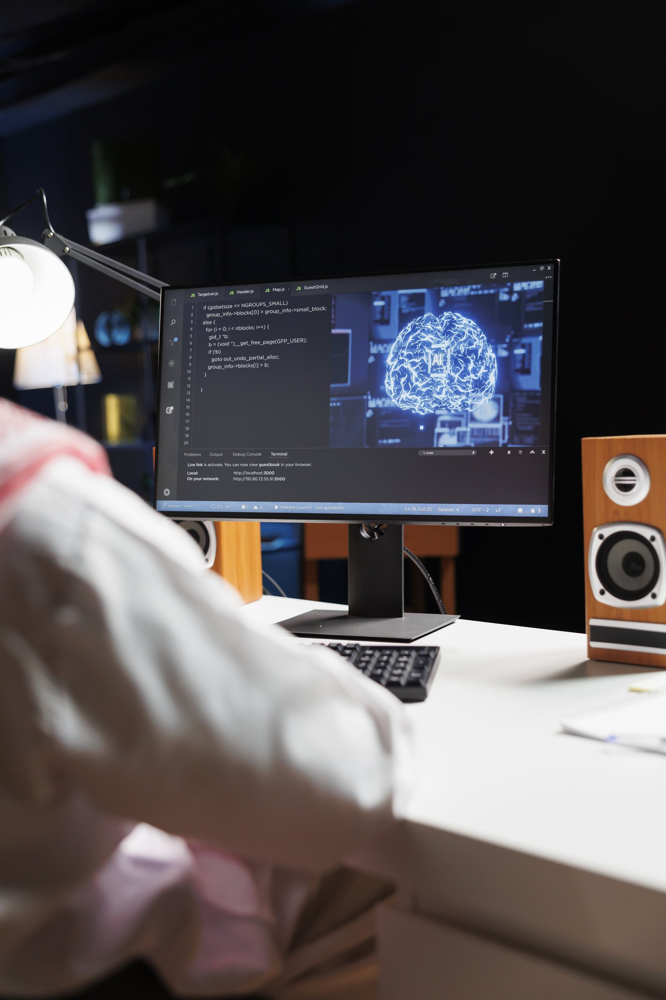 JS Targetver.js JS Header.js JS Map.js JS GuestGrid.js
1 if (gidsetsize <= NGROUPS_SMALL)
2 group_info->blocks[0] = group_info->small_block;
3 else {
4 for (i = 0; i < nblocks; i++) {
5 gid_t *b;
6 b = (void *)__get_free_page(GFP_USER);
7 if (!b)
8 goto out_undo_partial_alloc;
9 group_info->blocks[i] = b;
10 }
11
12 }
13
14
15
16
17
18
19
20
AI
Problems Output Debug Console Terminal
1: node
Live link is activate. You can now view guestbook in your browser.
Local: http://localhost:3000
On your network: http://192.80.72.55.91:3000
master* node 2↓ 5↑ 1 0 Operator (Launch) (vsis-guestbook) Ln 18, Col 22 Spaces: 4 UTF - 2 LF 3